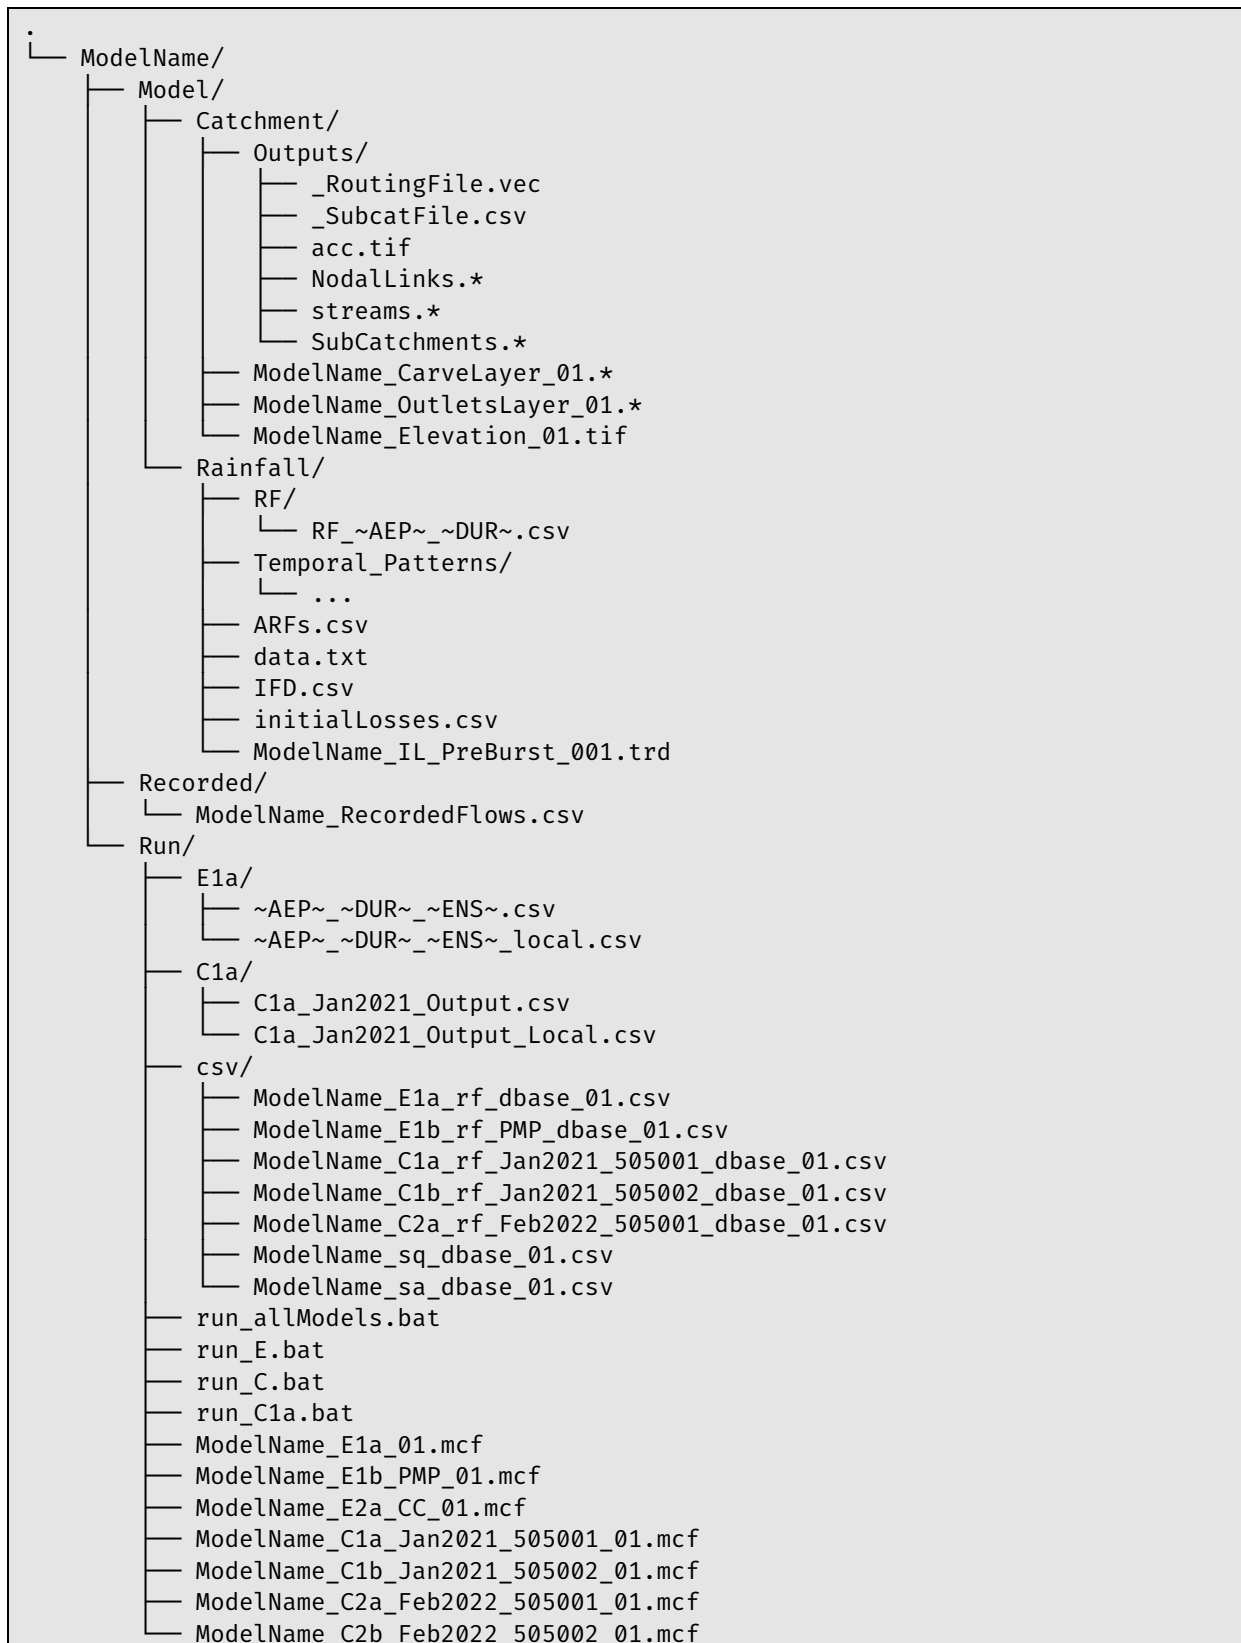 .
└── ModelName/
    ├── Model/
    │   ├── Catchment/
    │   │   ├── Outputs/
    │   │   │   ├── _RoutingFile.vec
    │   │   │   ├── _SubcatFile.csv
    │   │   │   ├── acc.tif
    │   │   │   ├── NodalLinks.*
    │   │   │   ├── streams.*
    │   │   │   └── SubCatchments.*
    │   │   ├── ModelName_CarveLayer_01.*
    │   │   ├── ModelName_OutletsLayer_01.*
    │   │   └── ModelName_Elevation_01.tif
    │   └── Rainfall/
    │       ├── RF/
    │       │   └── RF_~AEP~_~DUR~.csv
    │       ├── Temporal_Patterns/
    │       │   └── ...
    │       ├── ARFs.csv
    │       ├── data.txt
    │       ├── IFD.csv
    │       ├── initialLosses.csv
    │       └── ModelName_IL_PreBurst_001.trd
    ├── Recorded/
    │   └── ModelName_RecordedFlows.csv
    └── Run/
        ├── E1a/
        │   ├── ~AEP~_~DUR~_~ENS~.csv
        │   └── ~AEP~_~DUR~_~ENS~_local.csv
        ├── C1a/
        │   ├── C1a_Jan2021_Output.csv
        │   └── C1a_Jan2021_Output_Local.csv
        ├── csv/
        │   ├── ModelName_E1a_rf_dbase_01.csv
        │   ├── ModelName_E1b_rf_PMP_dbase_01.csv
        │   ├── ModelName_C1a_rf_Jan2021_505001_dbase_01.csv
        │   ├── ModelName_C1b_rf_Jan2021_505002_dbase_01.csv
        │   ├── ModelName_C2a_rf_Feb2022_505001_dbase_01.csv
        │   ├── ModelName_sq_dbase_01.csv
        │   └── ModelName_sa_dbase_01.csv
        ├── run_allModels.bat
        ├── run_E.bat
        ├── run_C.bat
        ├── run_C1a.bat
        ├── ModelName_E1a_01.mcf
        ├── ModelName_E1b_PMP_01.mcf
        ├── ModelName_E2a_CC_01.mcf
        ├── ModelName_C1a_Jan2021_505001_01.mcf
        ├── ModelName_C1b_Jan2021_505002_01.mcf
        ├── ModelName_C2a_Feb2022_505001_01.mcf
        └── ModelName_C2b_Feb2022_505002_01.mcf